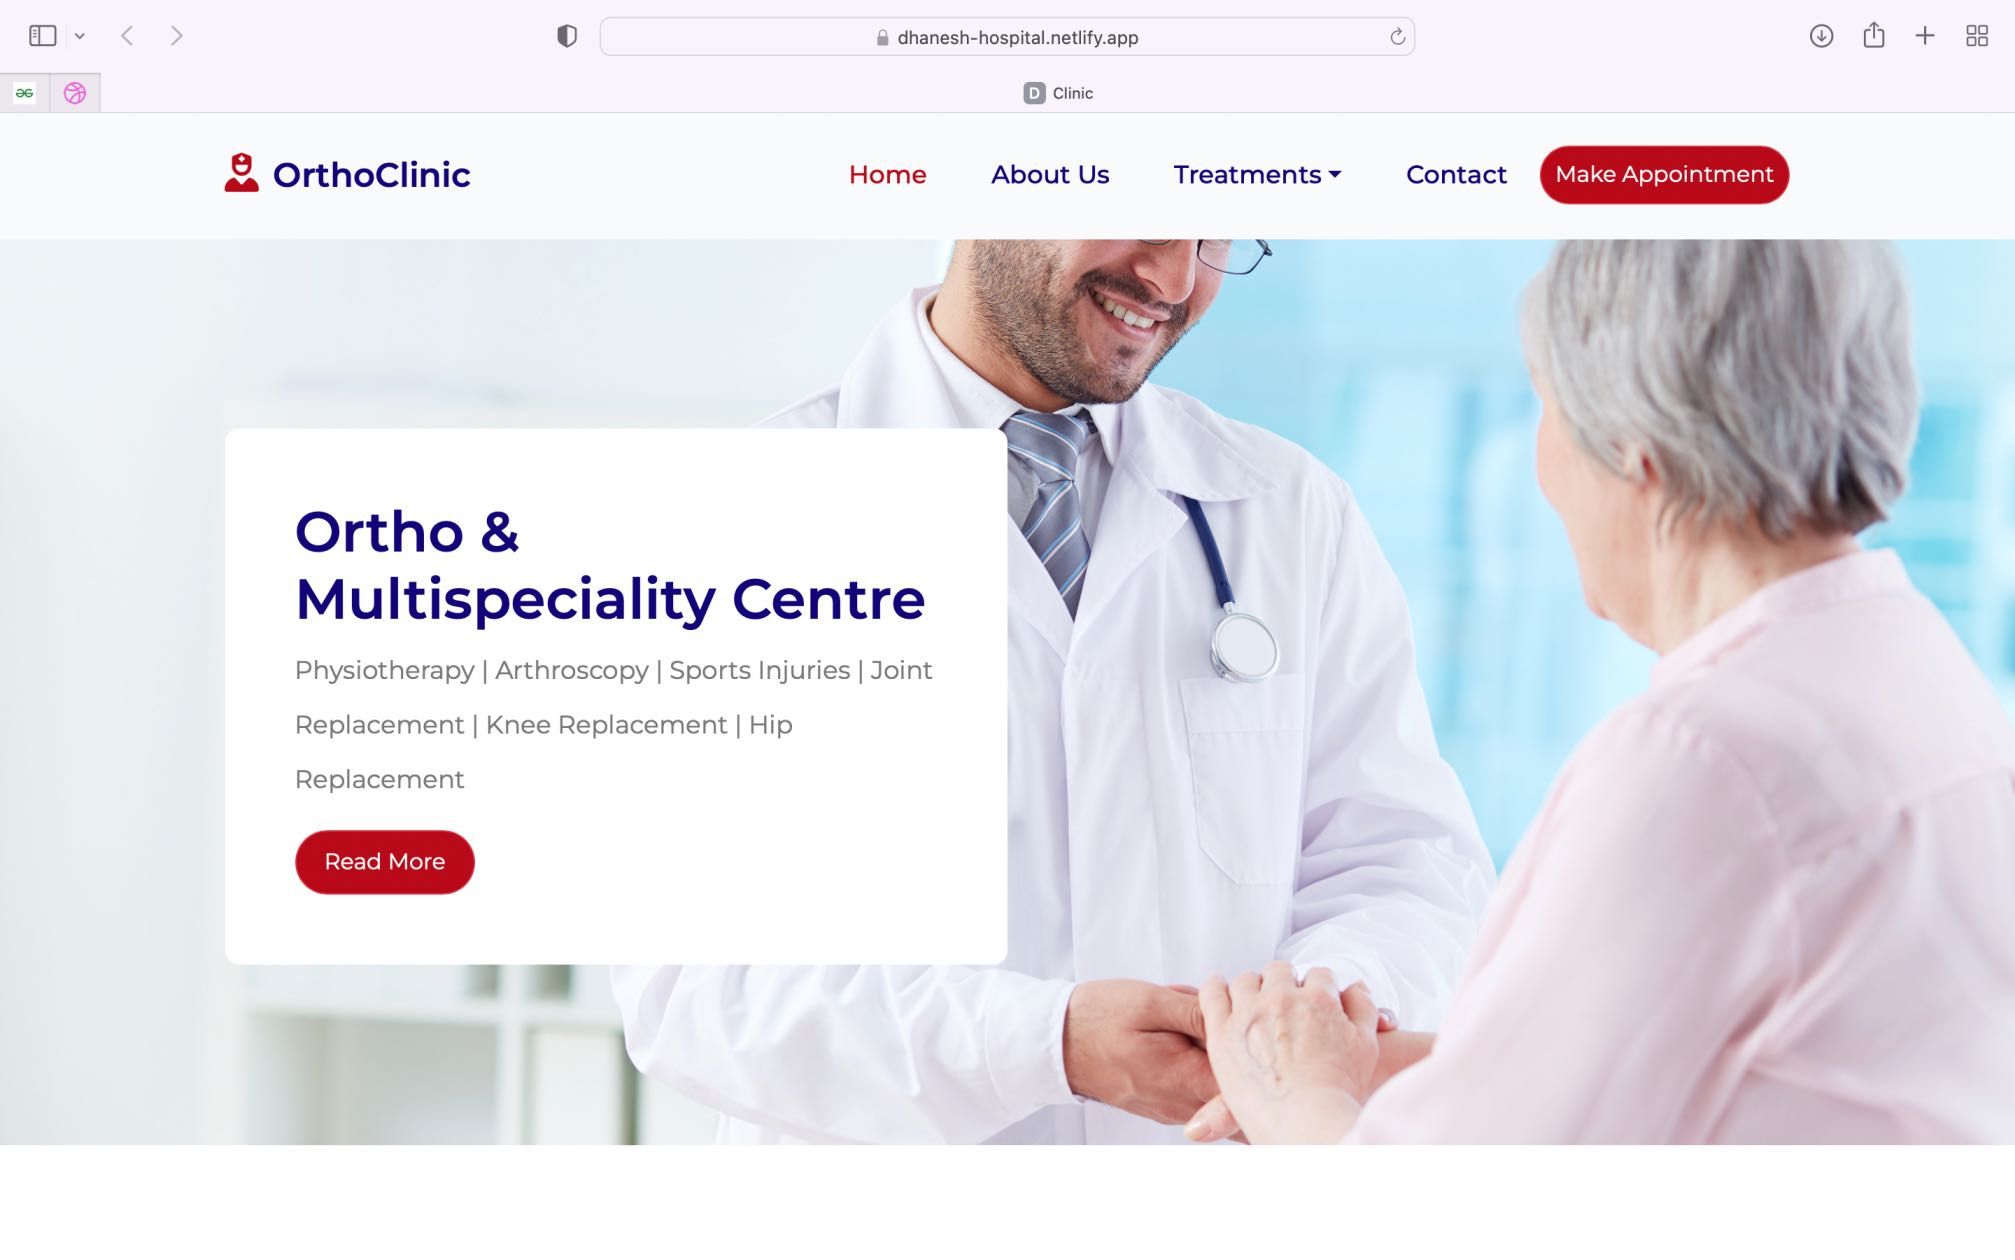 dhanesh-hospital.netlify.app
D Clinic
OrthoClinic
Home
About Us
Treatments
Contact
Make Appointment
Ortho &
Multispeciality Centre
Physiotherapy | Arthroscopy | Sports Injuries | Joint
Replacement | Knee Replacement | Hip
Replacement
Read More